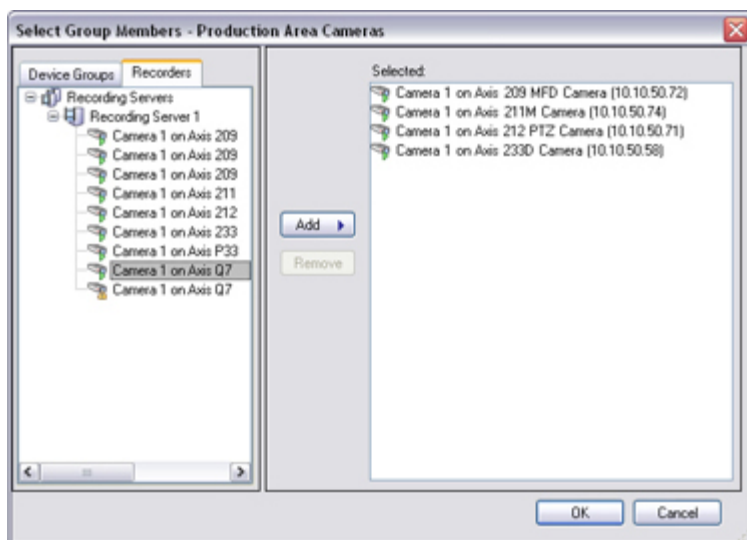 Select Group Members - Production Area Cameras
Device Groups
Recorders
Recording Servers
Recording Server 1
Camera 1 on Axis 209
Camera 1 on Axis 209
Camera 1 on Axis 209
Camera 1 on Axis 211
Camera 1 on Axis 212
Camera 1 on Axis 233
Camera 1 on Axis P33
Camera 1 on Axis Q7
Camera 1 on Axis Q7
Add
Remove
Selected:
Camera 1 on Axis 209 MFD Camera (10.10.50.72)
Camera 1 on Axis 211M Camera (10.10.50.74)
Camera 1 on Axis 212 PTZ Camera (10.10.50.71)
Camera 1 on Axis 233D Camera (10.10.50.58)
OK
Cancel